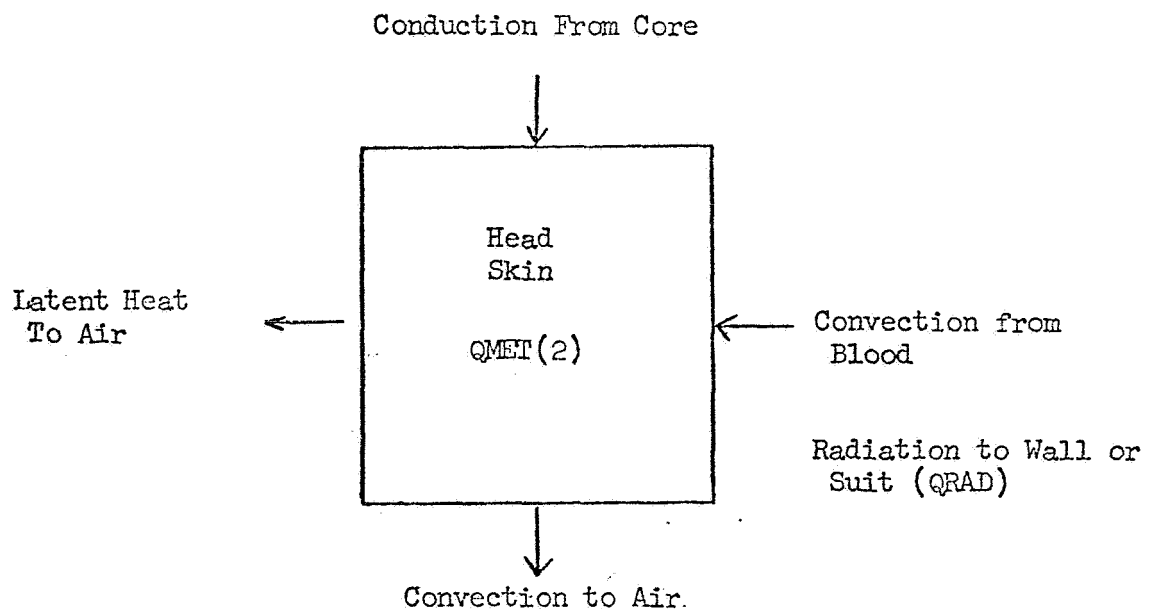 Conduction From Core
Head
Skin
QMET(2)
Latent Heat
To Air
Convection from
Blood
Radiation to Wall or
Suit (QRAD)
Convection to Air.